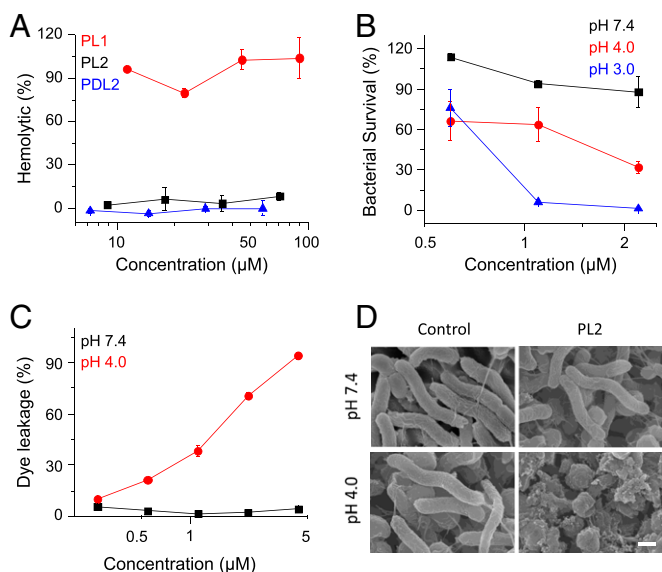 A
PL1
PL2
PDL2
120
90
60
30
0
Hemolytic (%)
10
50
100
Concentration (µM)
B
pH 7.4
pH 4.0
pH 3.0
120
90
60
30
0
Bacterial Survival (%)
0.5
1
2
Concentration (µM)
C
pH 7.4
pH 4.0
90
60
30
0
Dye leakage (%)
0.5
1
5
Concentration (µM)
D
Control
PL2
pH 7.4
pH 4.0